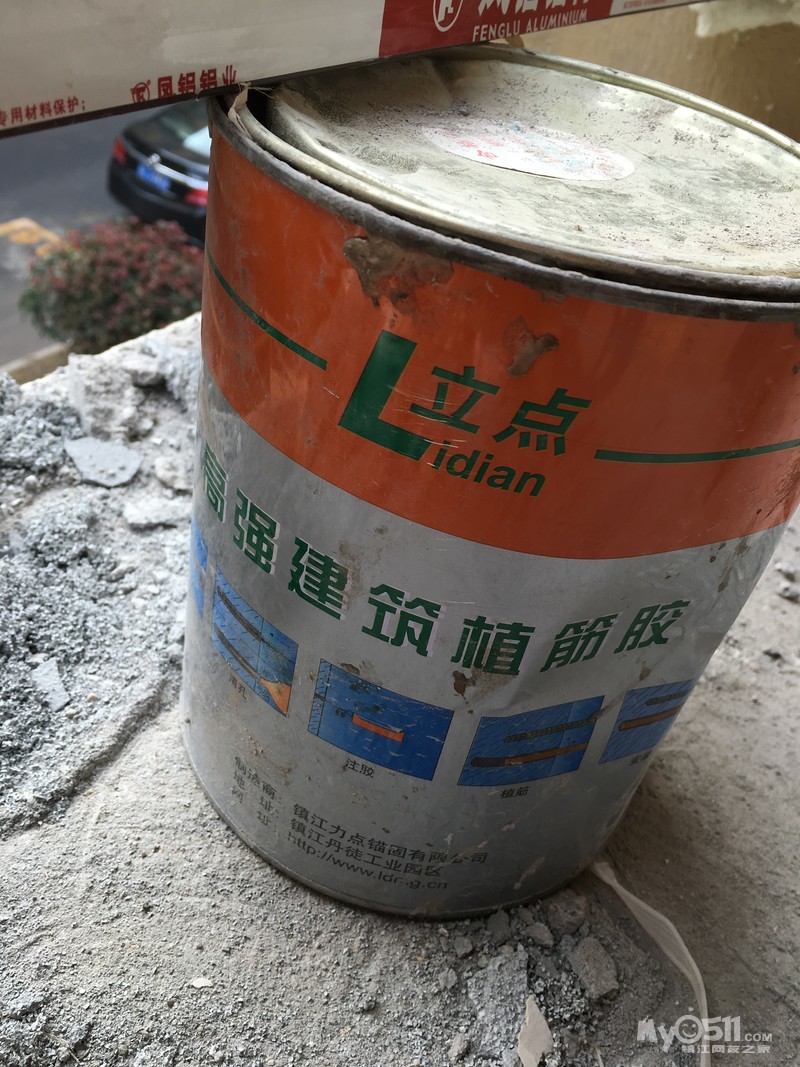 FENGLU ALUMINIUM
凤铝铝业
专用材料保护:
立点
Lidian
高强建筑植筋胶
清孔
注胶
植筋
制造商: 镇江力点锚固有限公司
地 址: 镇江丹徒工业园区
网 址: http://www.ldmg.cn
My0511.COM
镇江网友之家